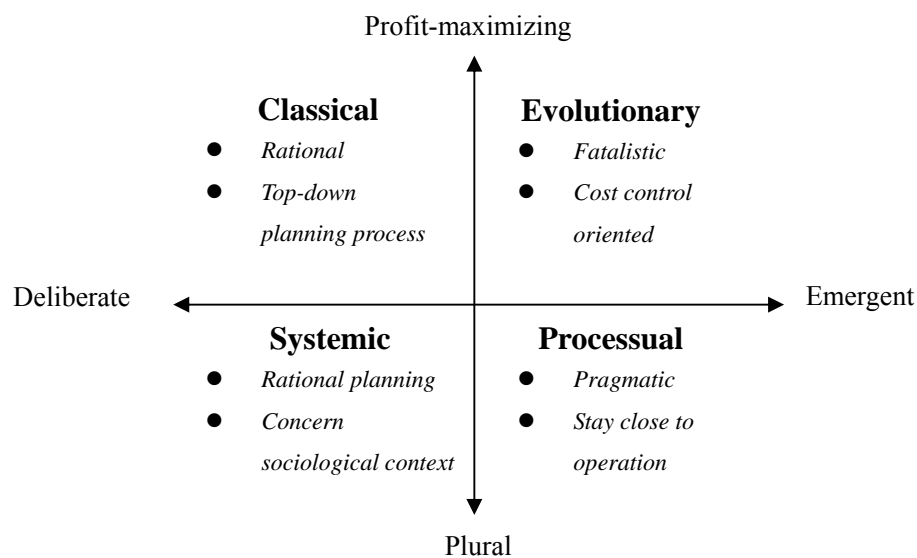 Profit-maximizing
Classical
● Rational
● Top-down
planning process
Evolutionary
● Fatalistic
● Cost control
oriented
Deliberate
Emergent
Systemic
● Rational planning
● Concern
sociological context
Processual
● Pragmatic
● Stay close to
operation
Plural